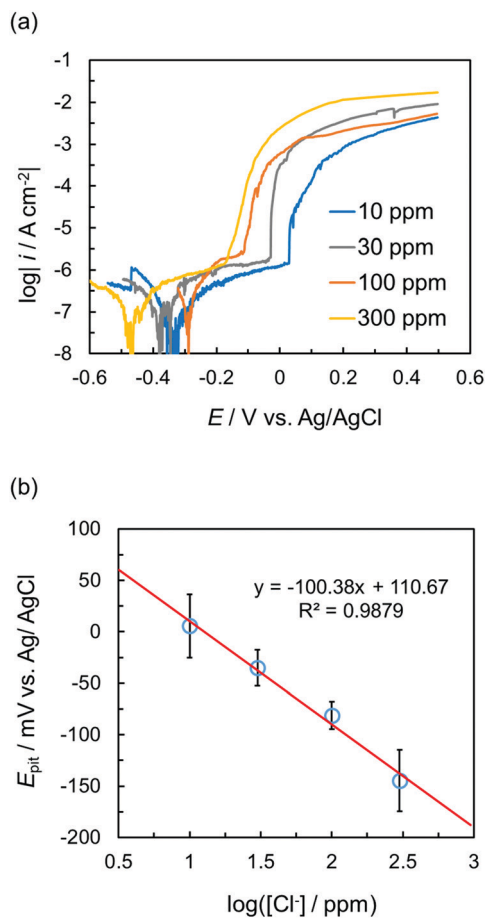 (a)
-1
-2
-3
-4
-5
-6
-7
-8
log| i / A cm-2|
10 ppm
30 ppm
100 ppm
300 ppm
-0.6 -0.4 -0.2 0 0.2 0.4 0.6
E / V vs. Ag/AgCl
(b)
100
50
0
-50
-100
-150
-200
Epit / mV vs. Ag/ AgCl
y = -100.38x + 110.67
R² = 0.9879
0.5 1 1.5 2 2.5 3
log([Cl-] / ppm)